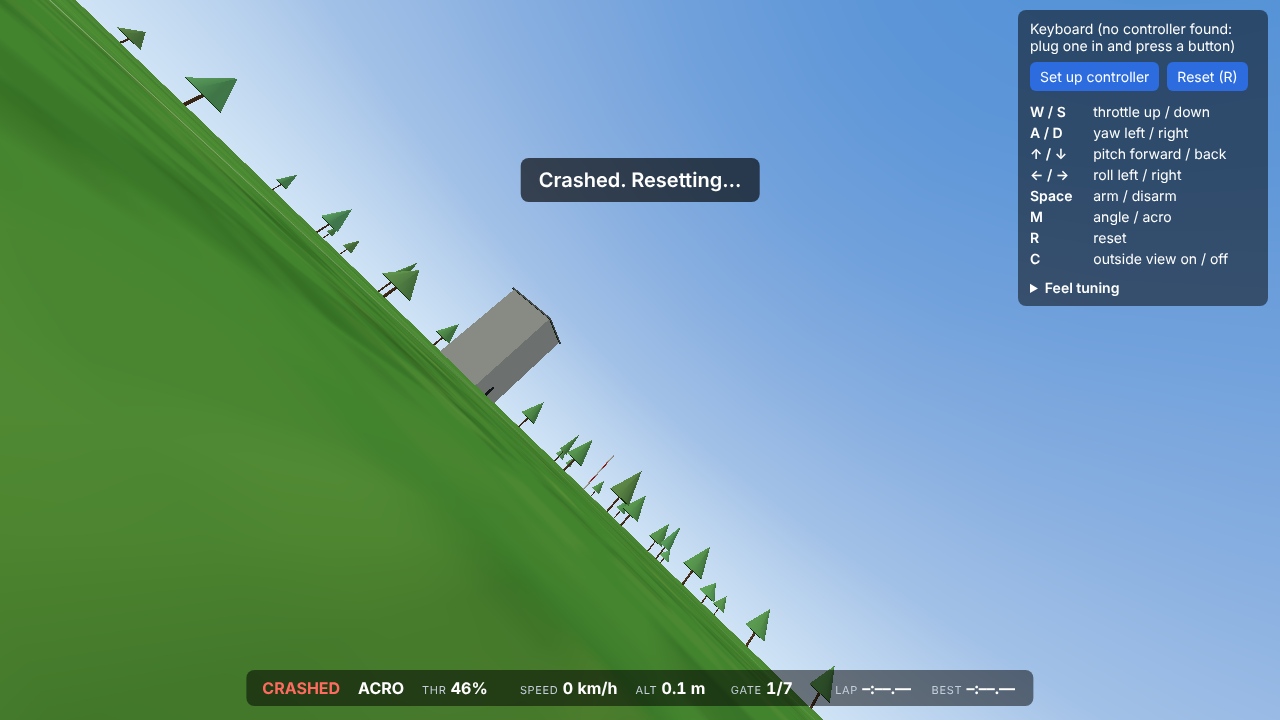 Keyboard (no controller found:
plug one in and press a button)
Set up controller Reset (R)
W / S throttle up / down
A / D yaw left / right
↑ / ↓ pitch forward / back
← / → roll left / right
Space arm / disarm
M angle / acro
R reset
C outside view on / off
▶ Feel tuning
Crashed. Resetting...
CRASHED ACRO THR 46% SPEED 0 km/h ALT 0.1 m GATE 1/7 LAP –:––.–– BEST –:––.––